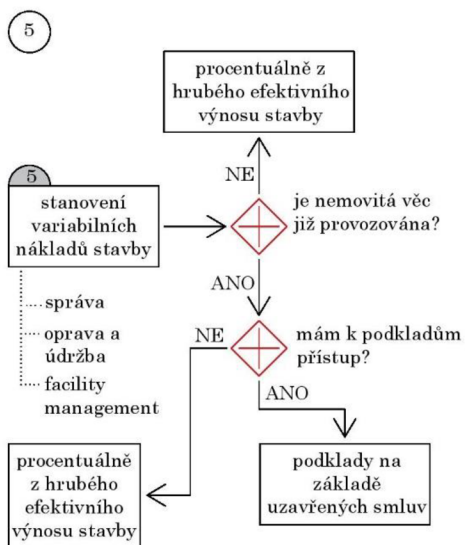 5
procentuálně z
hrubého efektivního
výnosu stavby
NE
5
stanovení
variabilních
nákladů stavby
je nemovitá věc
již provozována?
správa
oprava a
údržba
facility
management
ANO
NE
mám k podkladům
přístup?
ANO
procentuálně
z hrubého
efektivního
výnosu stavby
podklady na
základě
uzavřených smluv